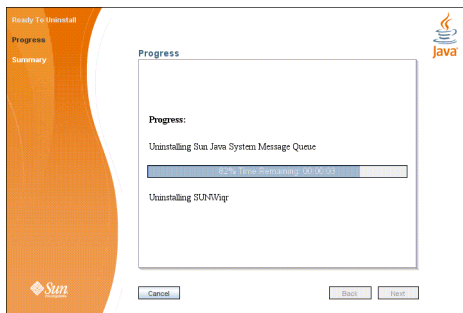 Ready To Uninstall
Progress
Summary
Java
Progress
Progress:
Uninstalling Sun Java System Message Queue
82% Time Remaining: 00:00:03
Uninstalling SUNWiqr
Sun
Cancel
Back
Next